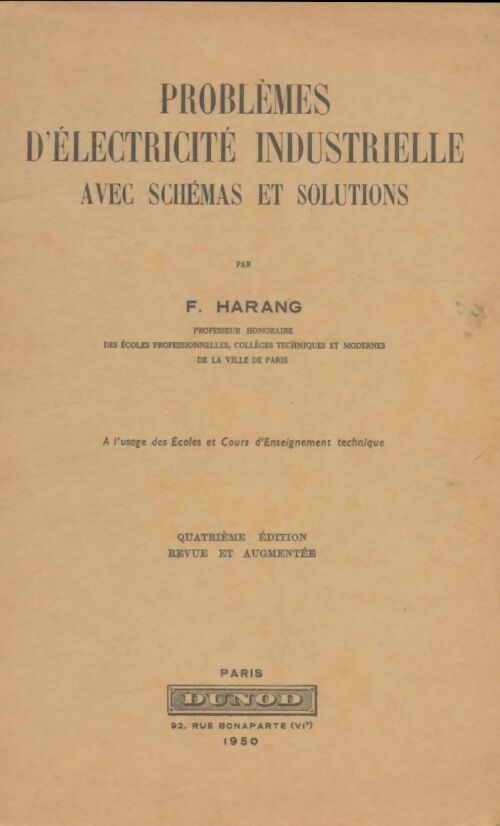 PROBLÈMES
D'ÉLECTRICITÉ INDUSTRIELLE
AVEC SCHÉMAS ET SOLUTIONS
PAR
F. HARANG
PROFESSEUR HONORAIRE
DES ÉCOLES PROFESSIONNELLES, COLLÈGES TECHNIQUES ET MODERNES
DE LA VILLE DE PARIS
A l'usage des Écoles et Cours d'Enseignement technique
QUATRIÈME ÉDITION
REVUE ET AUGMENTÉE
PARIS
DUNOD
92, RUE BONAPARTE (VIe)
1950